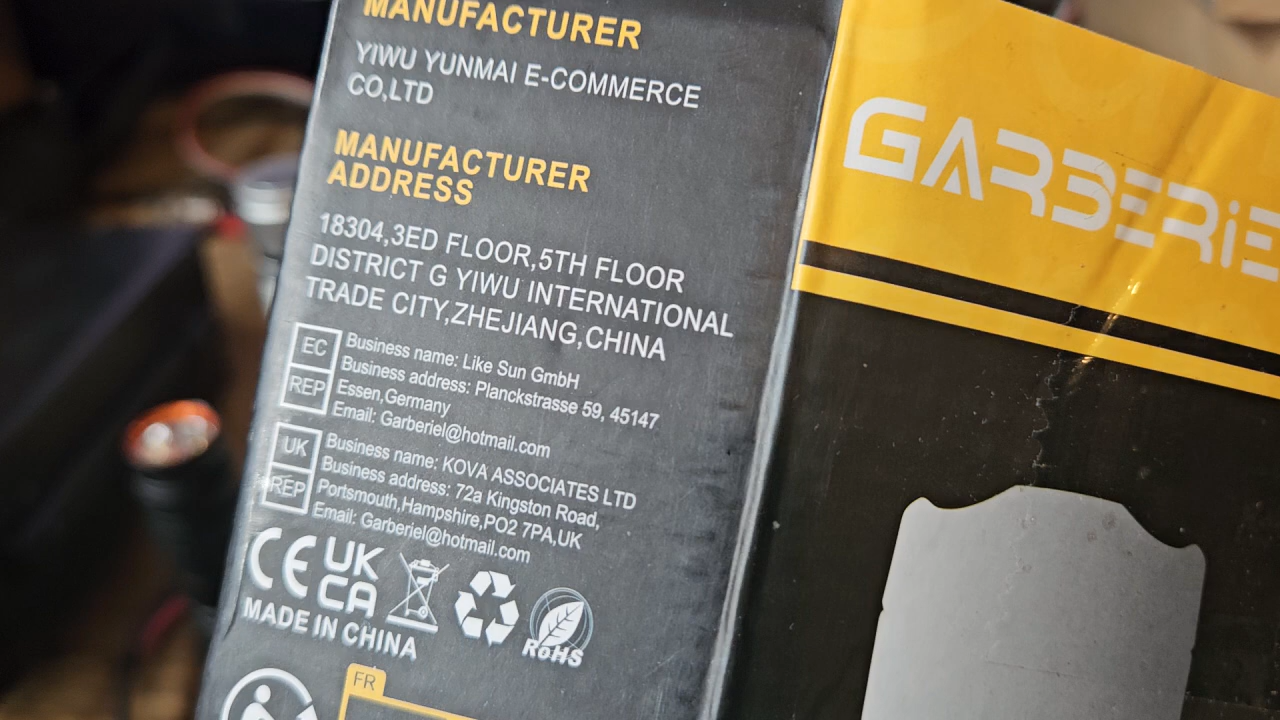 MANUFACTURER
YIWU YUNMAI E-COMMERCE
CO,LTD
MANUFACTURER
ADDRESS
18304,3ED FLOOR,5TH FLOOR
DISTRICT G YIWU INTERNATIONAL
TRADE CITY,ZHEJIANG,CHINA
EC
REP
Business name: Like Sun GmbH
Business address: Planckstrasse 59, 45147
Essen,Germany
Email: Garberiel@hotmail.com
UK
REP
Business name: KOVA ASSOCIATES LTD
Business address: 72a Kingston Road,
Portsmouth,Hampshire,PO2 7PA,UK
Email: Garberiel@hotmail.com
CE
UK
CA
RoHS
MADE IN CHINA
FR
GARBERiE